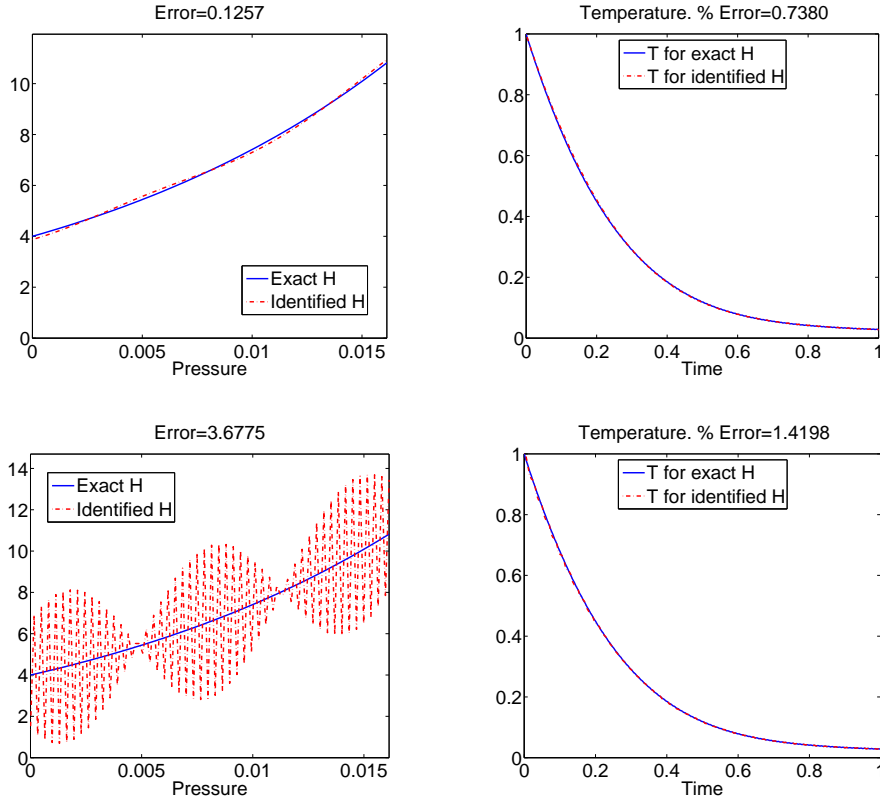 Error=0.1257
10
8
6
4
2
0
Exact H
Identified H
0 0.005 0.01 0.015
Pressure
Temperature. % Error=0.7380
1
0.8
0.6
0.4
0.2
0
T for exact H
T for identified H
0 0.2 0.4 0.6 0.8 1
Time
Error=3.6775
14
12
10
8
6
4
2
0
Exact H
Identified H
0 0.005 0.01 0.015
Pressure
Temperature. % Error=1.4198
1
0.8
0.6
0.4
0.2
0
T for exact H
T for identified H
0 0.2 0.4 0.6 0.8 1
Time